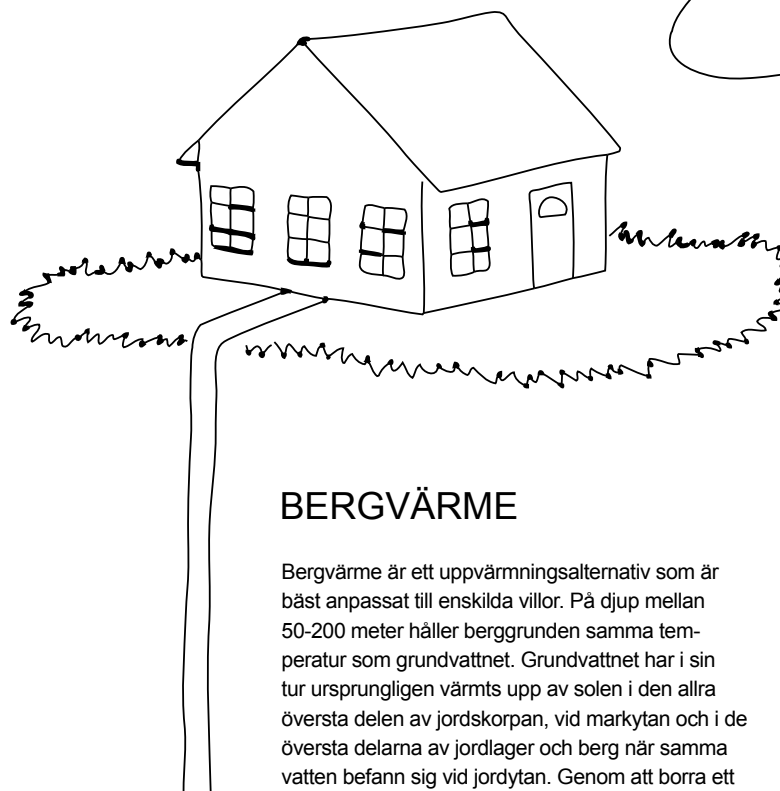 BERGVÄRME
Bergvärme är ett uppvärmningsalternativ som är
bäst anpassat till enskilda villor. På djup mellan
50-200 meter håller berggrunden samma tem-
peratur som grundvattnet. Grundvattnet har i sin
tur ursprungligen värmts upp av solen i den allra
översta delen av jordskorpan, vid markytan och i de
översta delarna av jordlager och berg när samma
vatten befann sig vid jordytan. Genom att borra ett